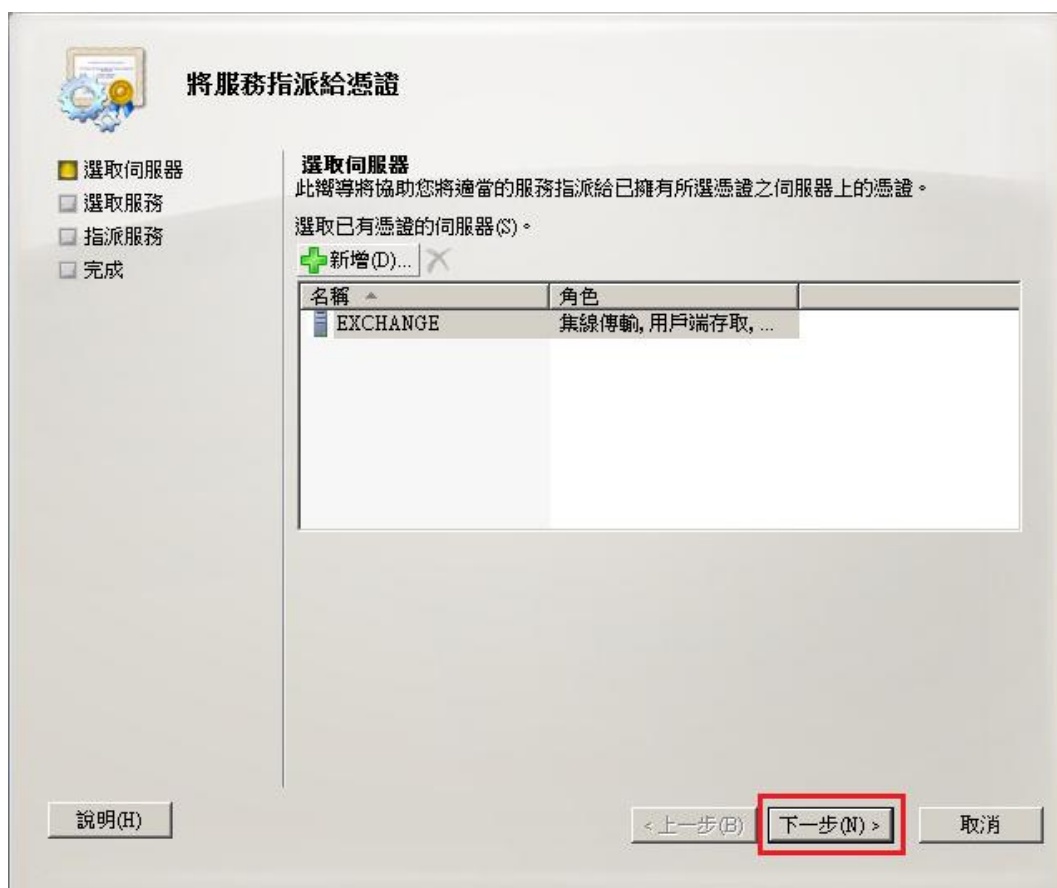 將服務指派給憑證
選取伺服器
選取服務
指派服務
完成
選取伺服器
此嚮導將協助您將適當的服務指派給已擁有所選憑證之伺服器上的憑證。
選取已有憑證的伺服器(S)。
新增(D)...
名稱 角色
EXCHANGE 集線傳輸, 用戶端存取, ...
說明(H) <上一步(B) 下一步(N) > 取消